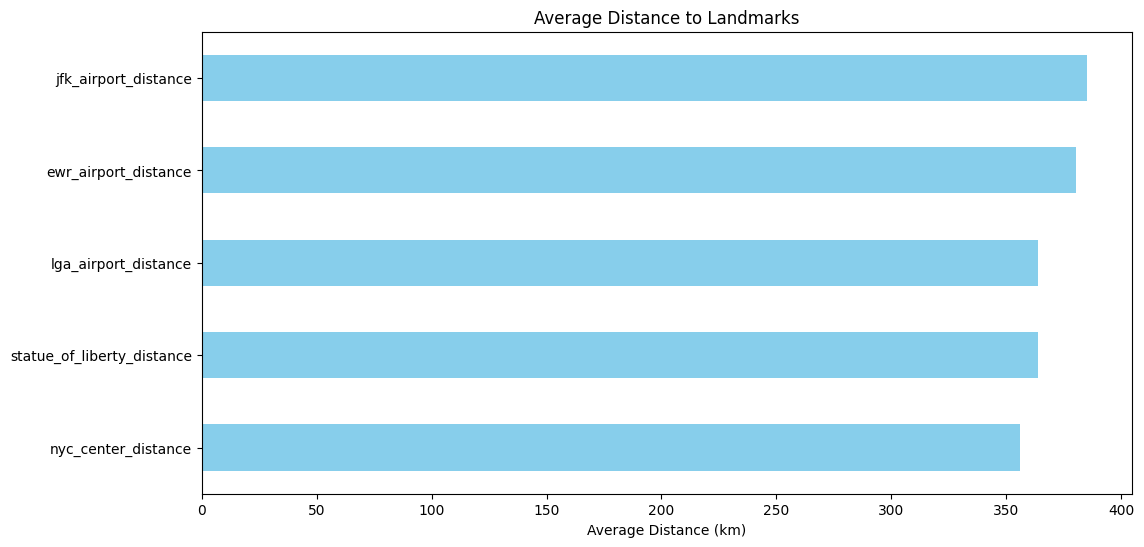 Average Distance to Landmarks
jfk_airport_distance
ewr_airport_distance
lga_airport_distance
statue_of_liberty_distance
nyc_center_distance
0 50 100 150 200 250 300 350 400
Average Distance (km)